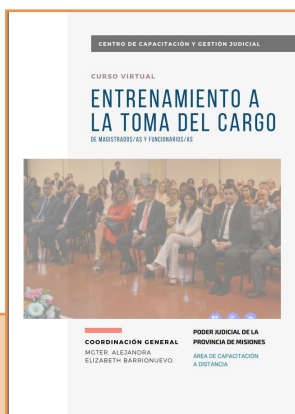 CENTRO DE CAPACITACIÓN Y GESTIÓN JUDICIAL
CURSO VIRTUAL
ENTRENAMIENTO A
LA TOMA DEL CARGO
DE MAGISTRADOS/AS Y FUNCIONARIOS/AS
COORDINACIÓN GENERAL
MGTER. ALEJANDRA
ELIZABETH BARRIONUEVO.
PODER JUDICIAL DE LA
PROVINCIA DE MISIONES
ÁREA DE CAPACITACIÓN
A DISTANCIA